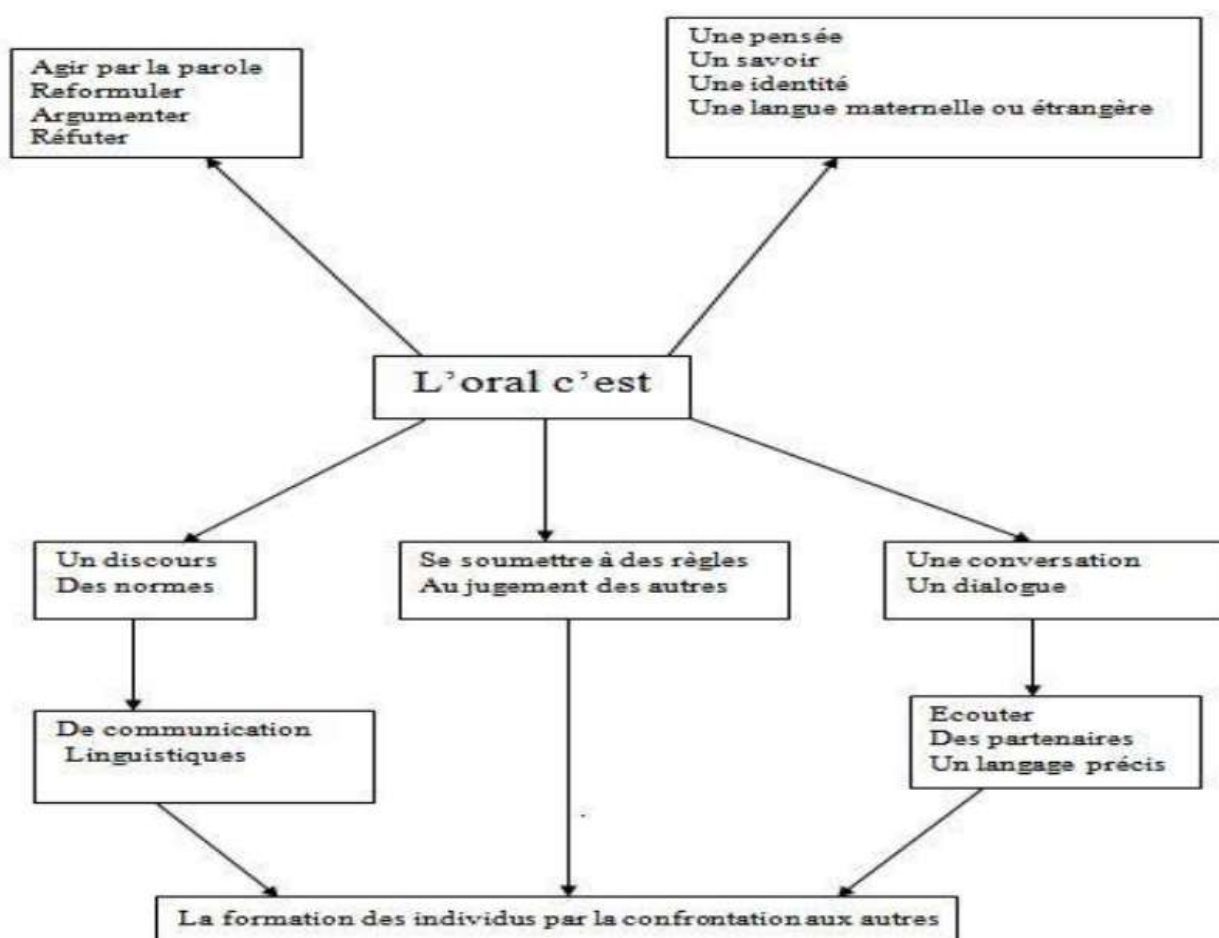 Agir par la parole
Reformuler
Argumenter
Réfuter
Une pensée
Un savoir
Une identité
Une langue maternelle ou étrangère
L'oral c'est
Un discours
Des normes
Se soumettre à des règles
Au jugement des autres
Une conversation
Un dialogue
De communication
Linguistiques
Ecouter
Des partenaires
Un langage précis
La formation des individus par la confrontation aux autres